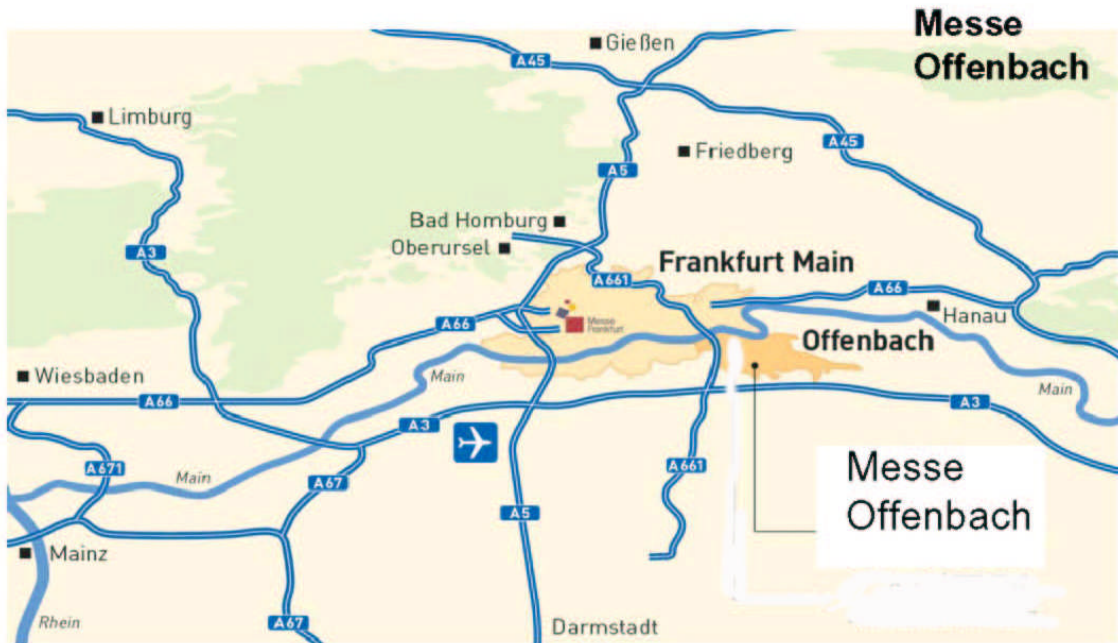 Messe
Offenbach
Gießen
A45
Limburg
A45
Friedberg
A5
Bad Homburg
Oberursel
A3
Frankfurt Main
A661
A66
A66
Hanau
Messe
Frankfurt
Offenbach
Main
Wiesbaden
Main
A66
A3
A3
Messe
Offenbach
A671
Main
A67
A661
A5
Mainz
Rhein
A67
Darmstadt